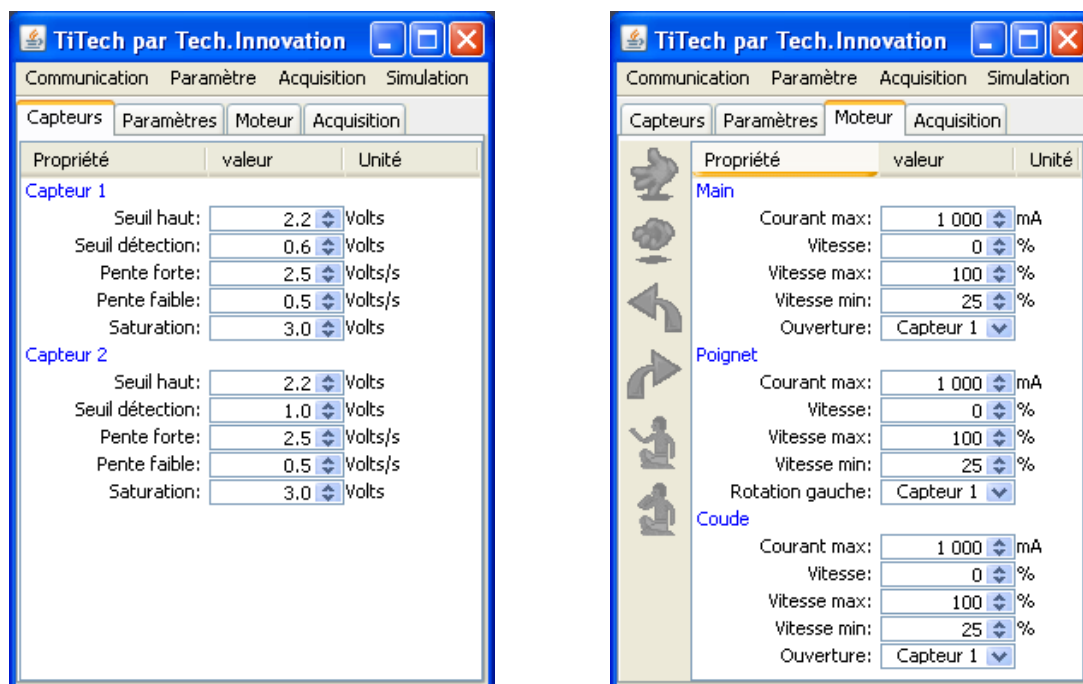 TiTech par Tech.Innovation
Communication Paramètre Acquisition Simulation
Capteurs Paramètres Moteur Acquisition
Propriété valeur Unité
Capteur 1
Seuil haut: 2.2 Volts
Seuil détection: 0.6 Volts
Pente forte: 2.5 Volts/s
Pente faible: 0.5 Volts/s
Saturation: 3.0 Volts
Capteur 2
Seuil haut: 2.2 Volts
Seuil détection: 1.0 Volts
Pente forte: 2.5 Volts/s
Pente faible: 0.5 Volts/s
Saturation: 3.0 Volts
TiTech par Tech.Innovation
Communication Paramètre Acquisition Simulation
Capteurs Paramètres Moteur Acquisition
Propriété valeur Unité
Main
Courant max: 1 000 mA
Vitesse: 0 %
Vitesse max: 100 %
Vitesse min: 25 %
Ouverture: Capteur 1
Poignet
Courant max: 1 000 mA
Vitesse: 0 %
Vitesse max: 100 %
Vitesse min: 25 %
Rotation gauche: Capteur 1
Coude
Courant max: 1 000 mA
Vitesse: 0 %
Vitesse max: 100 %
Vitesse min: 25 %
Ouverture: Capteur 1